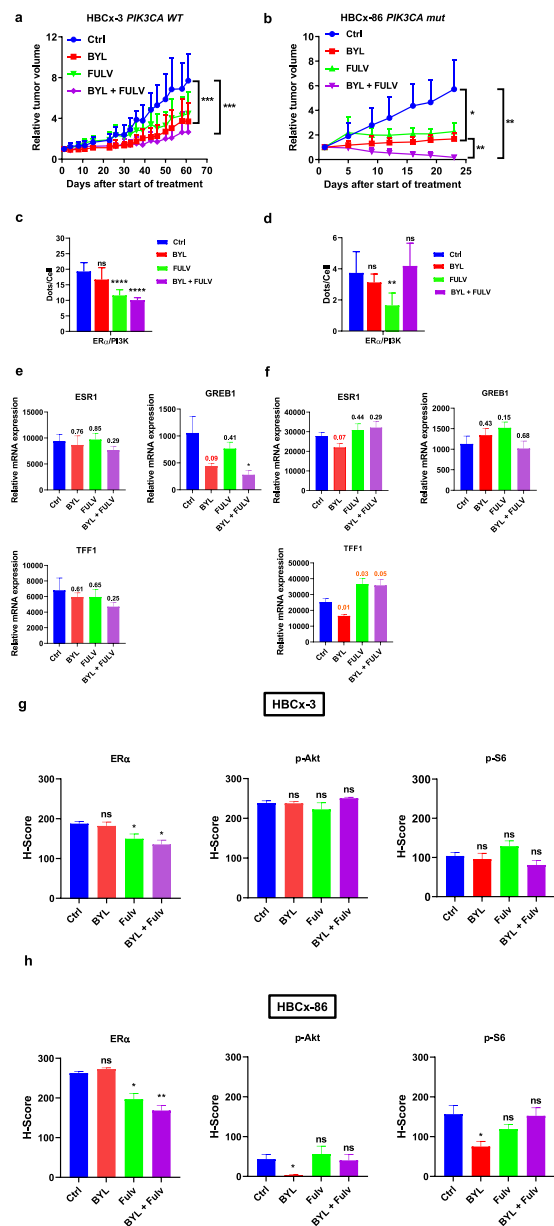 a
HBCx-3 PIK3CA WT
Relative tumor volume
10
8
6
4
2
0
Ctrl
BYL
FULV
BYL + FULV
***
***
0 10 20 30 40 50 60 70
Days after start of treatment
b
HBCx-86 PIK3CA mut
Relative tumor volume
10
8
6
4
2
0
Ctrl
BYL
FULV
BYL + FULV
*
**
**
0 5 10 15 20 25
Days after start of treatment
c
Dots/Cell
30
25
20
15
10
5
0
ns
****
****
ERα/PI3K
Ctrl
BYL
FULV
BYL + FULV
d
Dots/Cell
6
4
2
0
ns
**
ns
ERα/PI3K
Ctrl
BYL
FULV
BYL + FULV
e
ESR1
Relative mRNA expression
15000
10000
5000
0
0.76
0.85
0.29
Ctrl
BYL
FULV
BYL + FULV
GREB1
Relative mRNA expression
1500
1000
500
0
0.09
0.41
*
Ctrl
BYL
FULV
BYL + FULV
TFF1
Relative mRNA expression
10000
8000
6000
4000
2000
0
0.61
0.65
0.25
Ctrl
BYL
FULV
BYL + FULV
f
ESR1
Relative mRNA expression
40000
30000
20000
10000
0
0.07
0.44
0.29
Ctrl
BYL
FULV
BYL + FULV
GREB1
Relative mRNA expression
2000
1500
1000
500
0
0.43
0.15
0.68
Ctrl
BYL
FULV
BYL + FULV
TFF1
Relative mRNA expression
50000
40000
30000
20000
10000
0
0.01
0.03
0.05
Ctrl
BYL
FULV
BYL + FULV
g
HBCx-3
ERα
H-Score
300
200
100
0
ns
*
*
Ctrl
BYL
Fulv
BYL + Fulv
p-Akt
H-Score
300
200
100
0
ns
ns
ns
Ctrl
BYL
Fulv
BYL + Fulv
p-S6
H-Score
300
200
100
0
ns
ns
ns
Ctrl
BYL
Fulv
BYL + Fulv
h
HBCx-86
ERα
H-Score
300
200
100
0
ns
*
**
Ctrl
BYL
Fulv
BYL + Fulv
p-Akt
H-Score
300
200
100
0
*
ns
ns
Ctrl
BYL
Fulv
BYL + Fulv
p-S6
H-Score
300
200
100
0
*
ns
ns
Ctrl
BYL
Fulv
BYL + Fulv